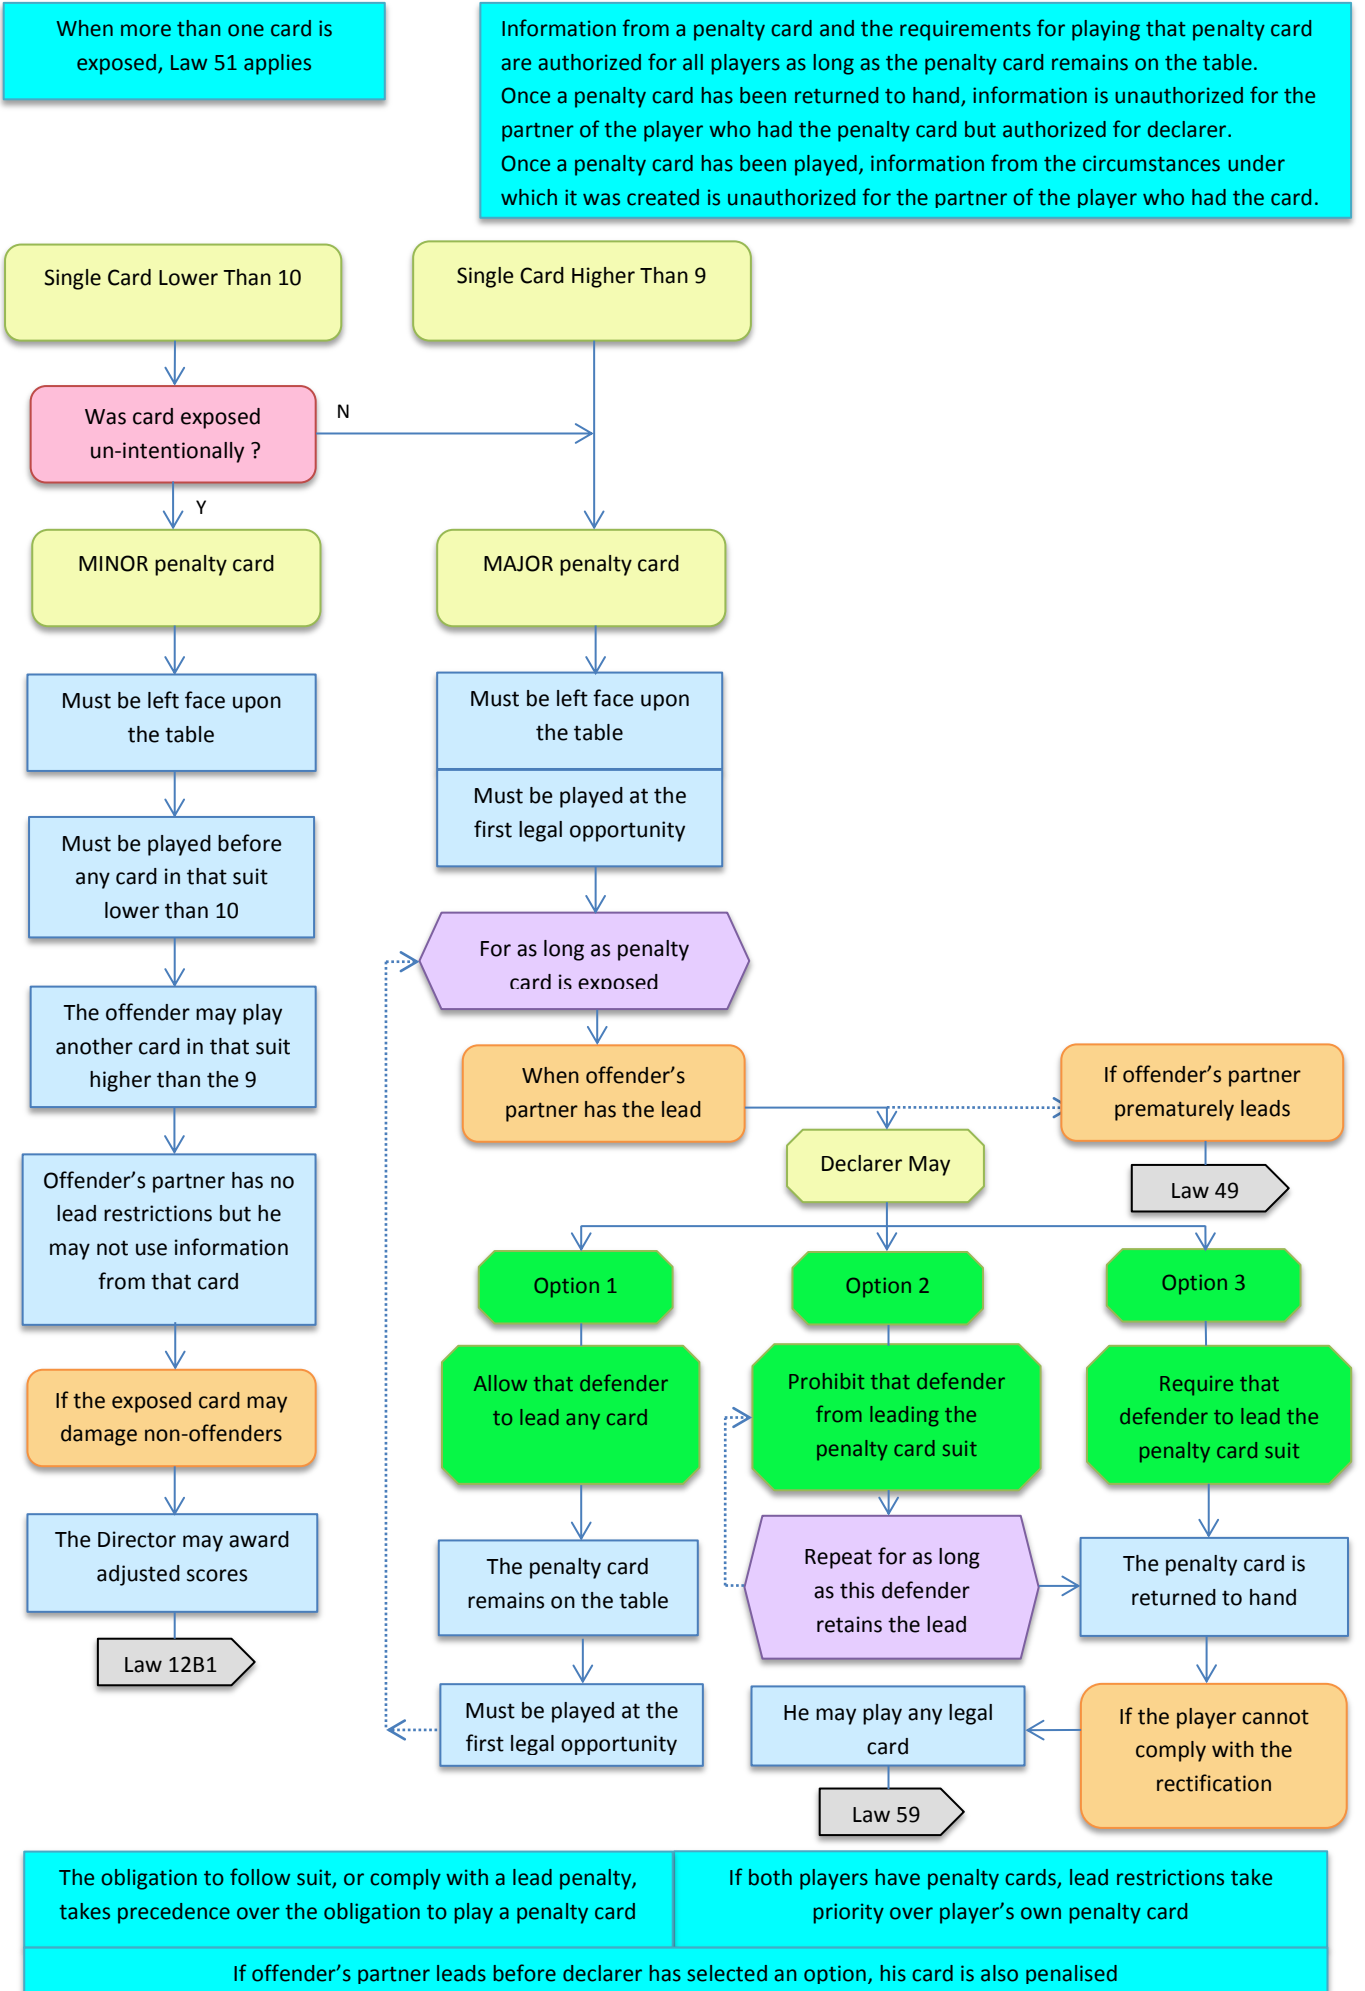 When more than one card is
exposed, Law 51 applies
Information from a penalty card and the requirements for playing that penalty card
are authorized for all players as long as the penalty card remains on the table.
Once a penalty card has been returned to hand, information is unauthorized for the
partner of the player who had the penalty card but authorized for declarer.
Once a penalty card has been played, information from the circumstances under
which it was created is unauthorized for the partner of the player who had the card.
Single Card Lower Than 10
Single Card Higher Than 9
Was card exposed
un-intentionally ?
N
Y
MINOR penalty card
MAJOR penalty card
Must be left face upon
the table
Must be left face upon
the table
Must be played at the
first legal opportunity
Must be played before
any card in that suit
lower than 10
For as long as penalty
card is exposed
The offender may play
another card in that suit
higher than the 9
When offender's
partner has the lead
If offender's partner
prematurely leads
Law 49
Declarer May
Offender's partner has no
lead restrictions but he
may not use information
from that card
Option 1
Option 2
Option 3
Allow that defender
to lead any card
Prohibit that defender
from leading the
penalty card suit
Require that
defender to lead the
penalty card suit
If the exposed card may
damage non-offenders
The Director may award
adjusted scores
Law 12B1
The penalty card
remains on the table
Repeat for as long
as this defender
retains the lead
The penalty card is
returned to hand
Must be played at the
first legal opportunity
He may play any legal
card
If the player cannot
comply with the
rectification
Law 59
The obligation to follow suit, or comply with a lead penalty,
takes precedence over the obligation to play a penalty card
If both players have penalty cards, lead restrictions take
priority over player's own penalty card
If offender's partner leads before declarer has selected an option, his card is also penalised